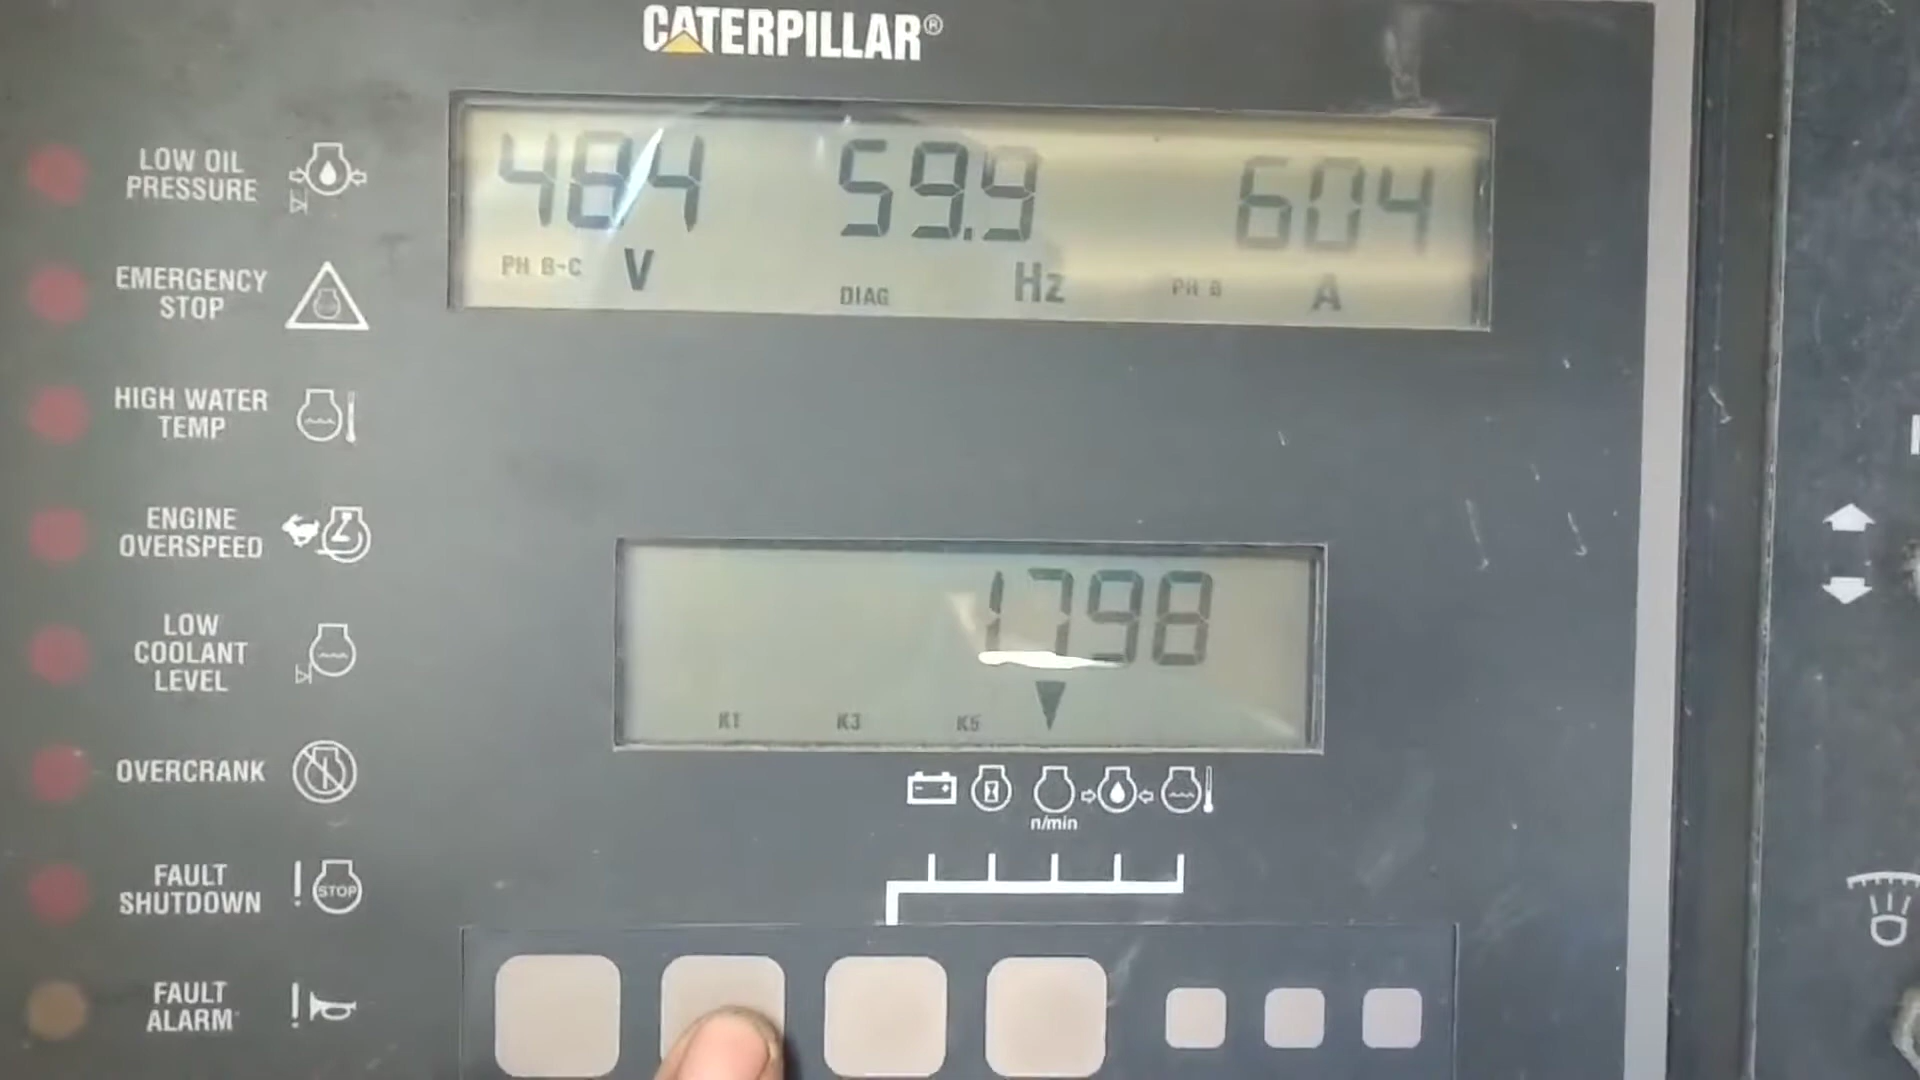 CATERPILLAR®
484 59.9 604
PH B-C V DIAG Hz PH B A
LOW OIL
PRESSURE
EMERGENCY
STOP
HIGH WATER
TEMP
ENGINE
OVERSPEED
LOW
COOLANT
LEVEL
OVERCRANK
FAULT
SHUTDOWN
STOP
FAULT
ALARM
1798
K1 K3 K5
n/min